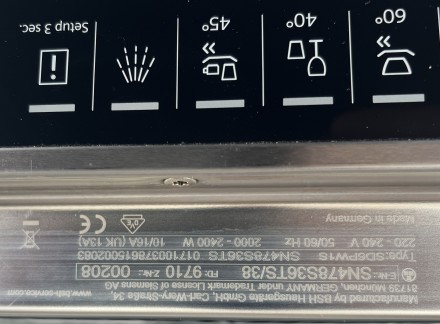 Manufactured by BSH Hausgeräte GmbH, Carl-Wery-Straße 34,
81739 München, GERMANY under Trademark License of Siemens AG
E-Nr.: SN478S36TS/38 FD: 9710 Z-Nr.: 00208
Type: SD6P1W1S SN478S36TS
220 - 240 V 50/60 Hz 2000 - 2400 W 10/16A (UK 13A)
Made in Germany
CE
www.bsh-service.com
60°
40°
45°
Setup 3 sec.